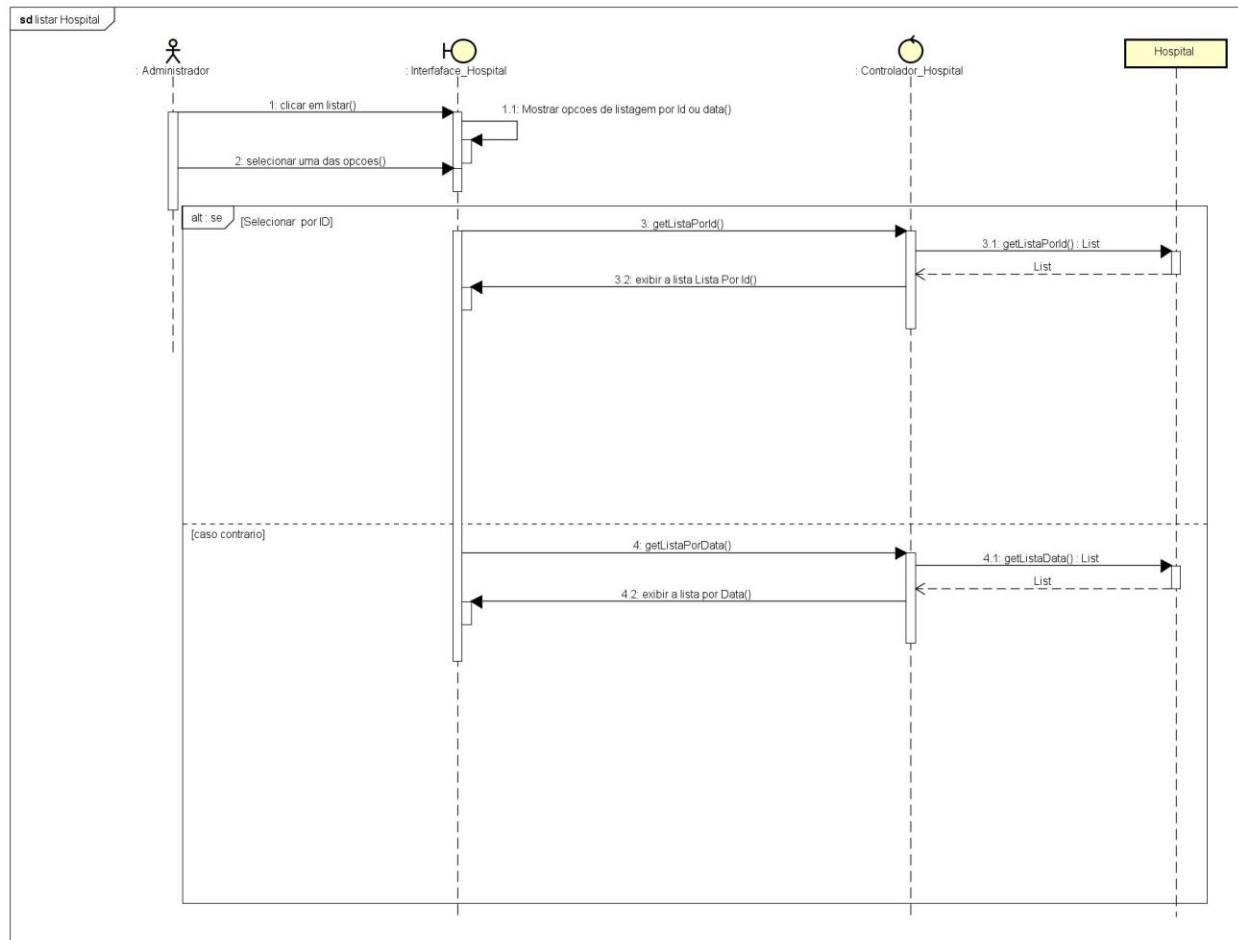 sd listar Hospital
: Administrador
: Interfaface_Hospital
: Controlador_Hospital
Hospital
1: clicar em listar()
1.1: Mostrar opcoes de listagem por Id ou data()
2: selecionar uma das opcoes()
alt : se
[Selecionar por ID]
3: getListaPorId()
3.1: getListaPorId() : List
List
3.2: exibir a lista Lista Por Id()
[caso contrario]
4: getListaPorData()
4.1: getListaData() : List
List
4.2: exibir a lista por Data()